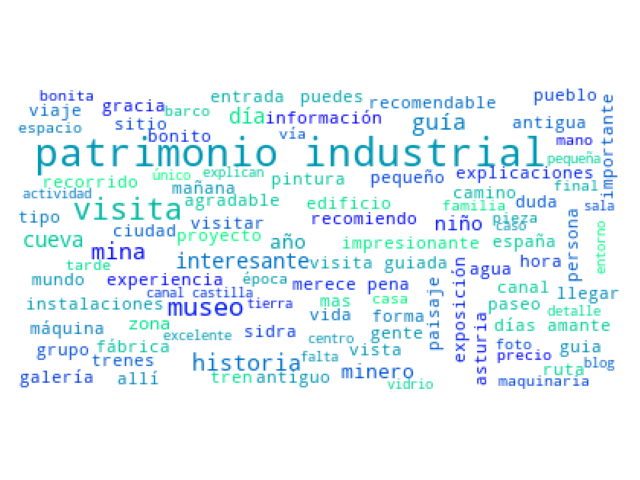 bonita entrada puedes recomendable pueblo
viaje gracia barco día información guía antigua importante
espacio sitio bonito vía mano
patrimonio industrial pequeña
recorrido único explican pintura pequeño explicaciones final
actividad mañana agradable edificio camino familia duda sala
tipo visita ciudad visitar recomiendo niño pieza caso persona entorno
cueva mina proyecto año impresionante españa
tarde interesante visita guiada agua hora
mundo experiencia época merece pena paisaje exposición canal llegar
canal castilla tierra mas casa
instalaciones museo vida forma asturia paseo detalle
máquina zona excelente sidra centro gente días amante
grupo fábrica trenes historia falta vista foto precio guia blog
galería allí tren antiguo minero vidrio maquinaria ruta